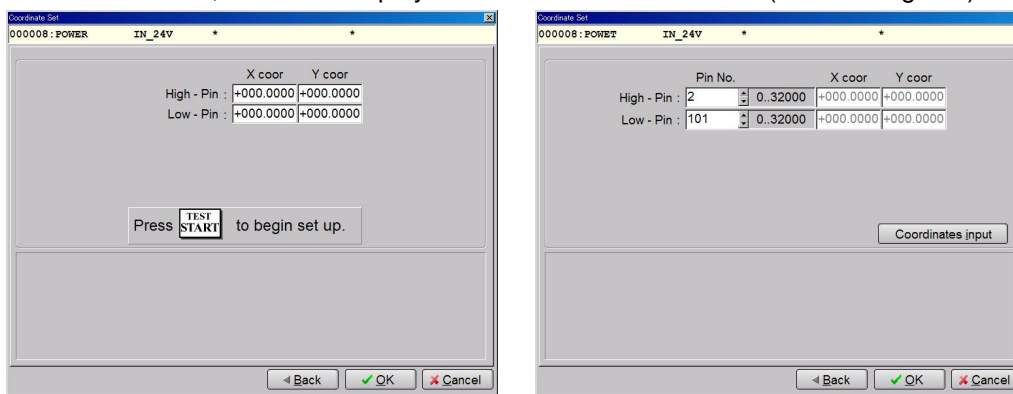 Coordinate Set
000008:POWER IN_24V * *
X coor Y coor
High - Pin : +000.0000 +000.0000
Low - Pin : +000.0000 +000.0000
Press TEST START to begin set up.
Back OK Cancel
Coordinate Set
000008:POWET IN_24V * *
Pin No. X coor Y coor
High - Pin : 2 0..32000 +000.0000 +000.0000
Low - Pin : 101 0..32000 +000.0000 +000.0000
Coordinates input
Back OK Cancel